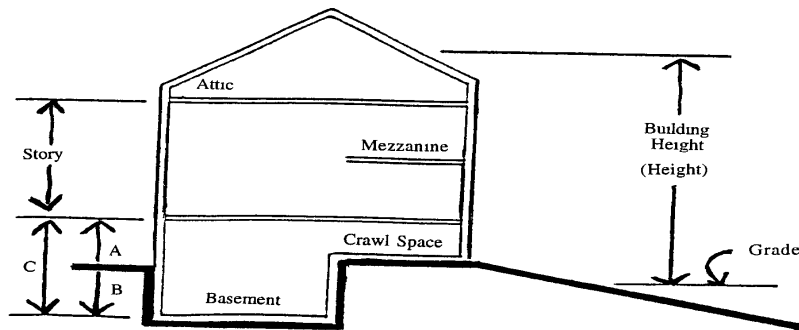 Attic
Mezzanine
Story
Building
Height
(Height)
Crawl Space
A
Grade
C
B
Basement